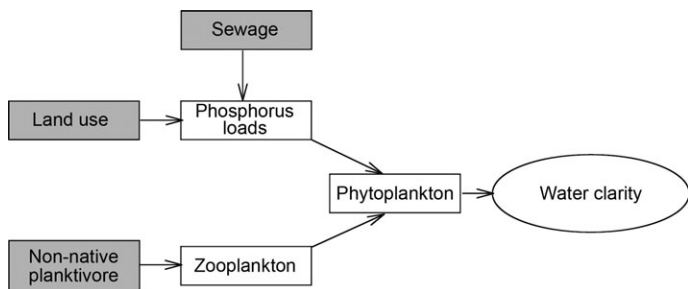 Sewage
Land use
Phosphorus
loads
Phytoplankton
Water clarity
Non-native
planktivore
Zooplankton